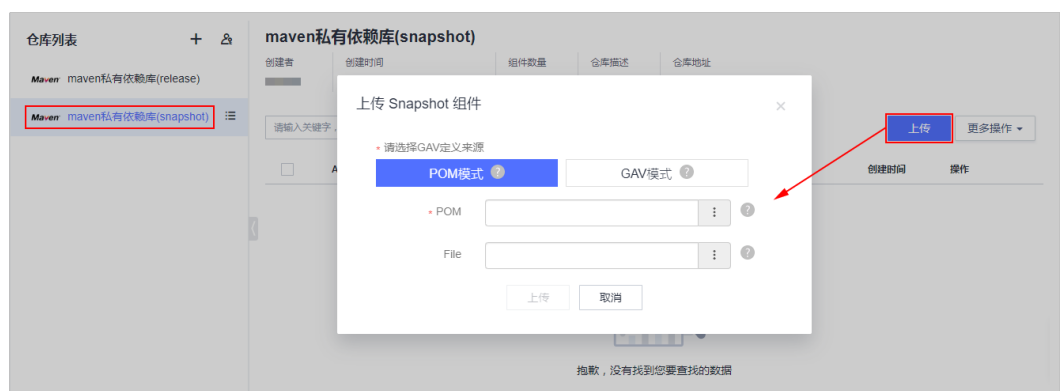 仓库列表
maven私有依赖库(snapshot)
创建者 创建时间 组件数量 仓库描述 仓库地址
Maven maven私有依赖库(release)
Maven maven私有依赖库(snapshot)
上传 Snapshot 组件
请输入关键字，
上传 更多操作
* 请选择GAV定义来源
POM模式 ? GAV模式 ?
A
创建时间 操作
* POM ?
File ?
上传 取消
抱歉，没有找到您要查找的数据